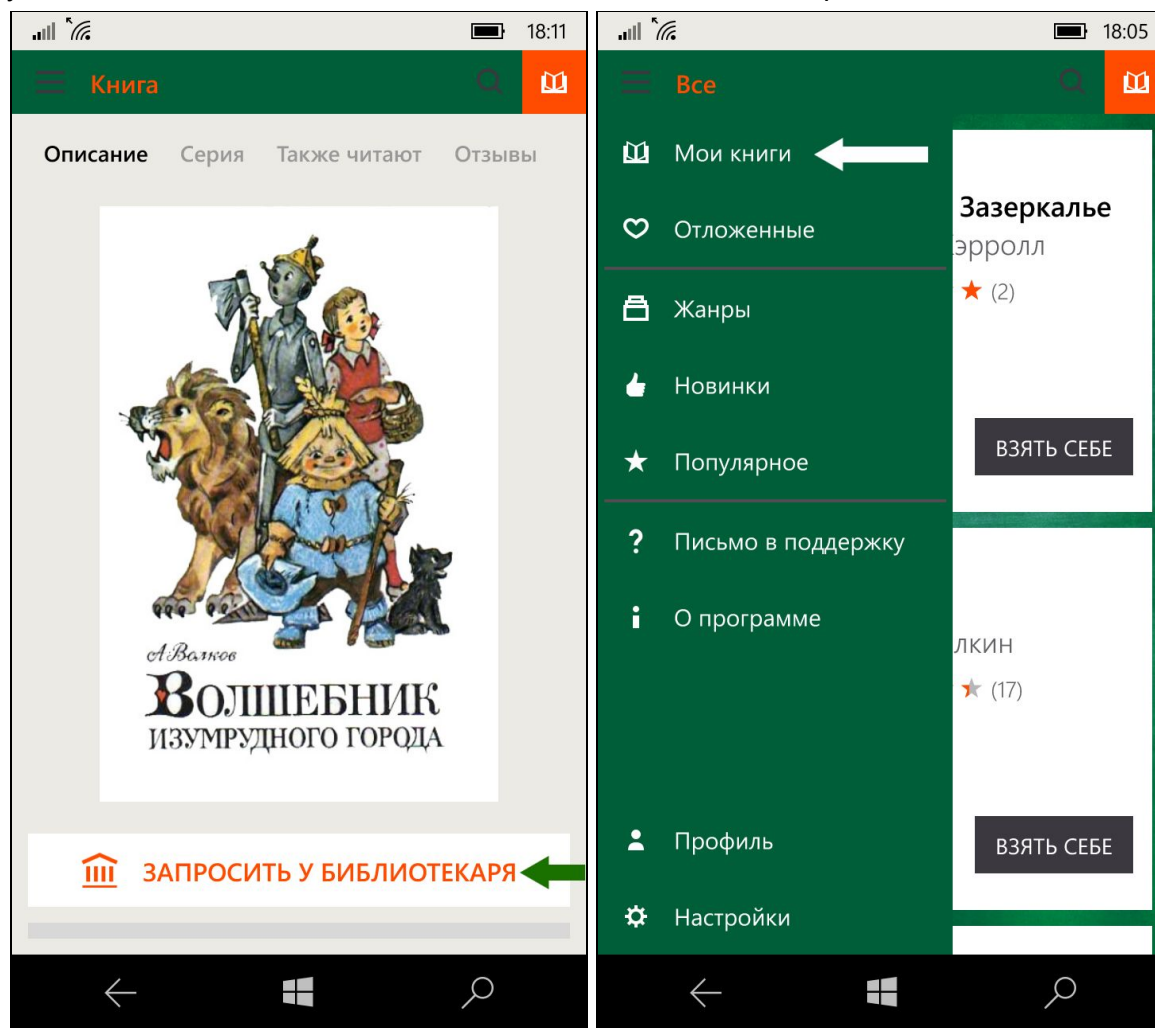 18:11
Книга
Описание Серия Также читают Отзывы
А. Волков
ВОЛШЕБНИК
ИЗУМРУДНОГО ГОРОДА
ЗАПРОСИТЬ У БИБЛИОТЕКАРЯ
18:05
Все
Мои книги
Отложенные
Жанры
Новинки
Популярное
Письмо в поддержку
О программе
Профиль
Настройки
Зазеркалье
эрролл
(2)
ВЗЯТЬ СЕБЕ
лкин
(17)
ВЗЯТЬ СЕБЕ